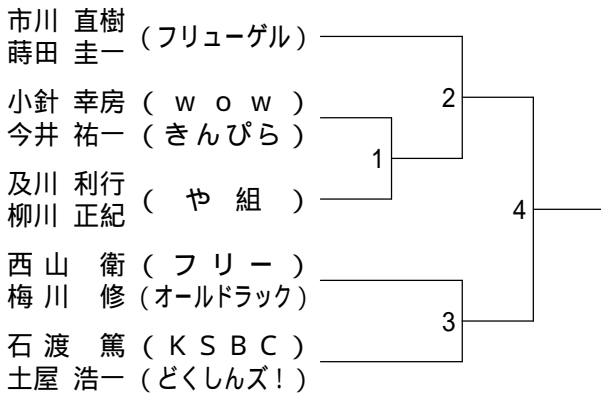 市川 直樹 (フリューゲル)
蒔田 圭一
小針 幸房 ( w o w )
今井 祐一 (きんぴら)
及川 利行 ( や 組 )
柳川 正紀
西山 衛 (フリー)
梅川 修 (オールドラック)
石渡 篤 (KSBC)
土屋 浩一 (どくしんズ!)
1
2
3
4